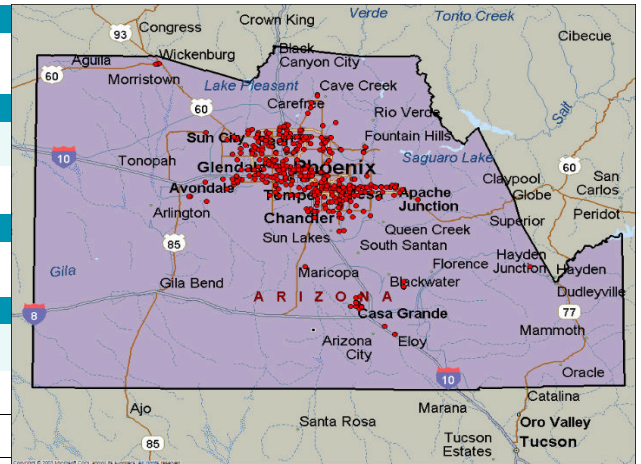 Crown King
Verde
Tonto Creek
93
Congress
Cibecue
Black
Canyon City
Aguila
Wickenburg
60
Morristown
Lake Pleasant
Cave Creek
Carefree
60
Rio Verde
Salt
Sun City
Fountain Hills
10
Tonopah
Glendale
Phoenix
Saguaro Lake
60
Claypool
Globe
San
Carlos
Avondale
Apache
Junction
Arlington
Chandler
Superior
Peridot
85
Sun Lakes
Queen Creek
South Santan
Gila
Maricopa
Florence
Hayden
Junction
Hayden
Gila Bend
Blackwater
Dudleyville
ARIZONA
8
Casa Grande
77
Mammoth
Arizona
City
Eloy
10
Oracle
Catalina
Ajo
Santa Rosa
Marana
Oro Valley
85
Tucson
Estates
Tucson